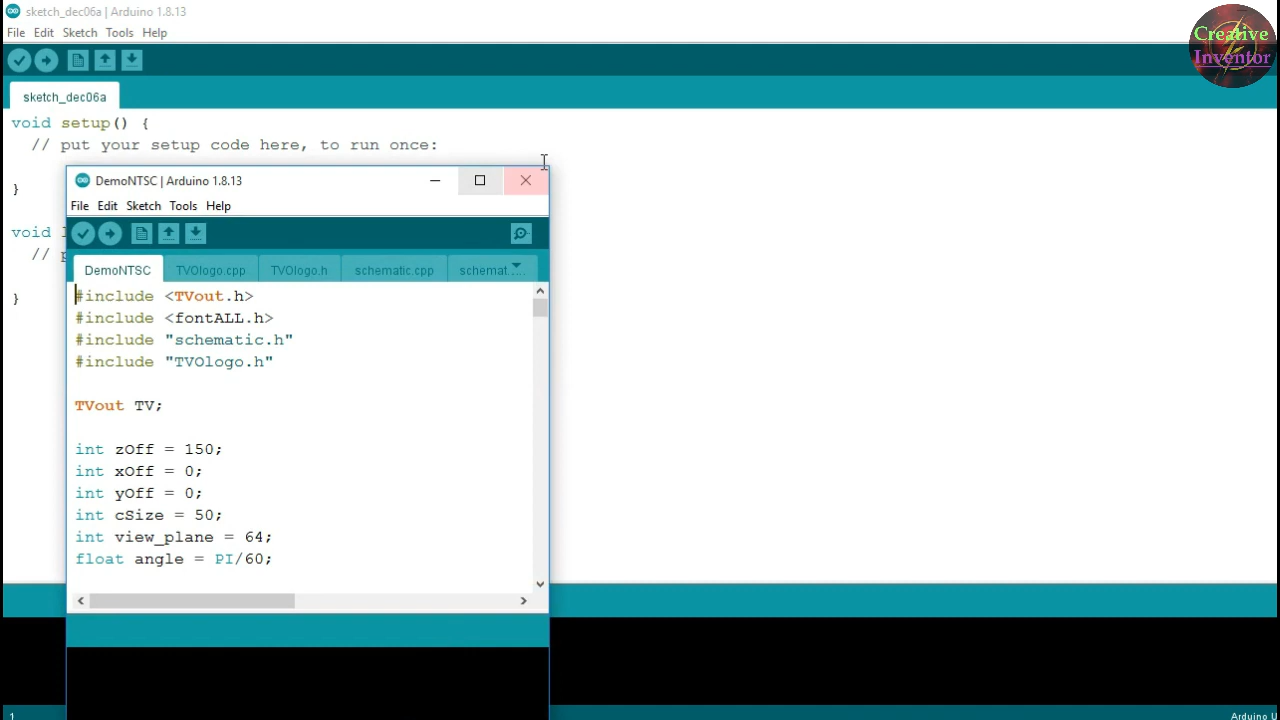 sketch_dec06a | Arduino 1.8.13
File Edit Sketch Tools Help
Creative
Inventor
sketch_dec06a
void setup() {
// put your setup code here, to run once:
}
void
//
}
DemoNTSC | Arduino 1.8.13
File Edit Sketch Tools Help
DemoNTSC TVOlogo.cpp TVOlogo.h schematic.cpp schemat...
#include <TVout.h>
#include <fontALL.h>
#include "schematic.h"
#include "TVOlogo.h"
TVout TV;
int zOff = 150;
int xOff = 0;
int yOff = 0;
int cSize = 50;
int view_plane = 64;
float angle = PI/60;
1
Arduino U